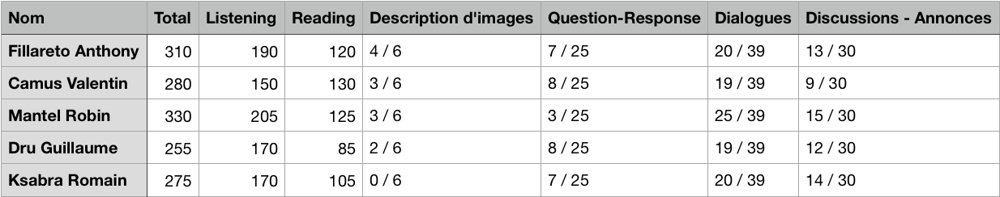 Nom Total Listening Reading Description d'images Question-Response Dialogues Discussions - Annonces
Fillareto Anthony 310 190 120 4 / 6 7 / 25 20 / 39 13 / 30
Camus Valentin 280 150 130 3 / 6 8 / 25 19 / 39 9 / 30
Mantel Robin 330 205 125 3 / 6 3 / 25 25 / 39 15 / 30
Dru Guillaume 255 170 85 2 / 6 8 / 25 19 / 39 12 / 30
Ksabra Romain 275 170 105 0 / 6 7 / 25 20 / 39 14 / 30